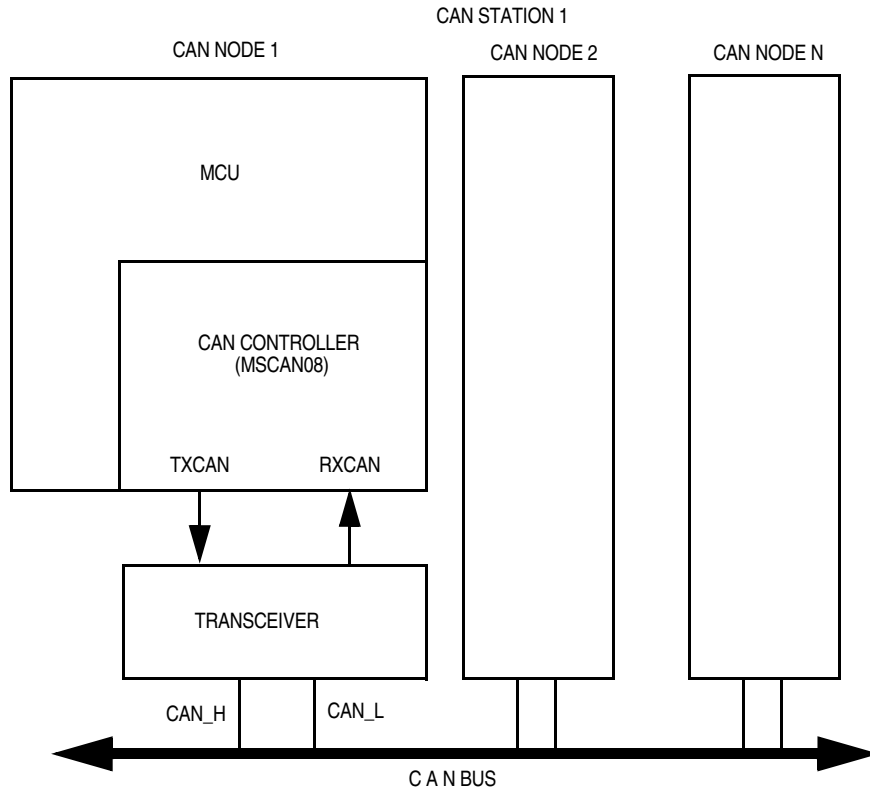 CAN STATION 1
CAN NODE 1
CAN NODE 2
CAN NODE N
MCU
CAN CONTROLLER
(MSCAN08)
TXCAN
RXCAN
TRANSCEIVER
CAN_H
CAN_L
C A N BUS